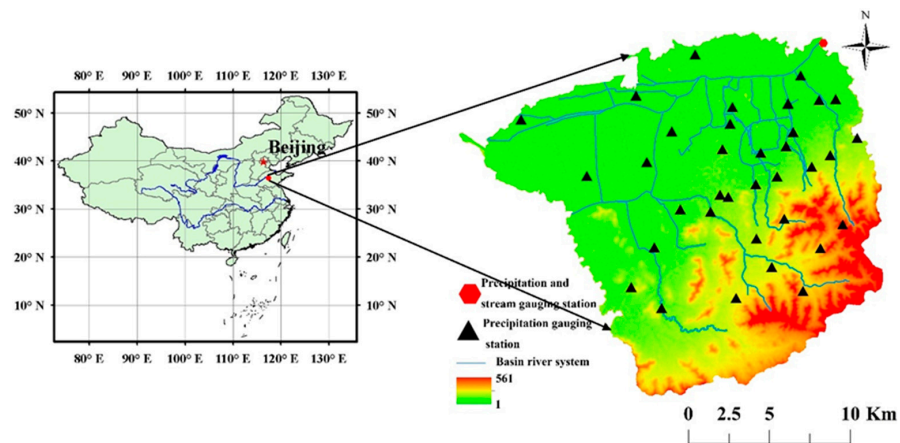 80° E 90° E 100° E 110° E 120° E 130° E
50° N
40° N
30° N
20° N
10° N
50° N
40° N
30° N
20° N
10° N
80° E 90° E 100° E 110° E 120° E 130° E
Beijing
N
Precipitation and
stream gauging station
Precipitation gauging
station
Basin river system
561
1
0 2.5 5 10 Km